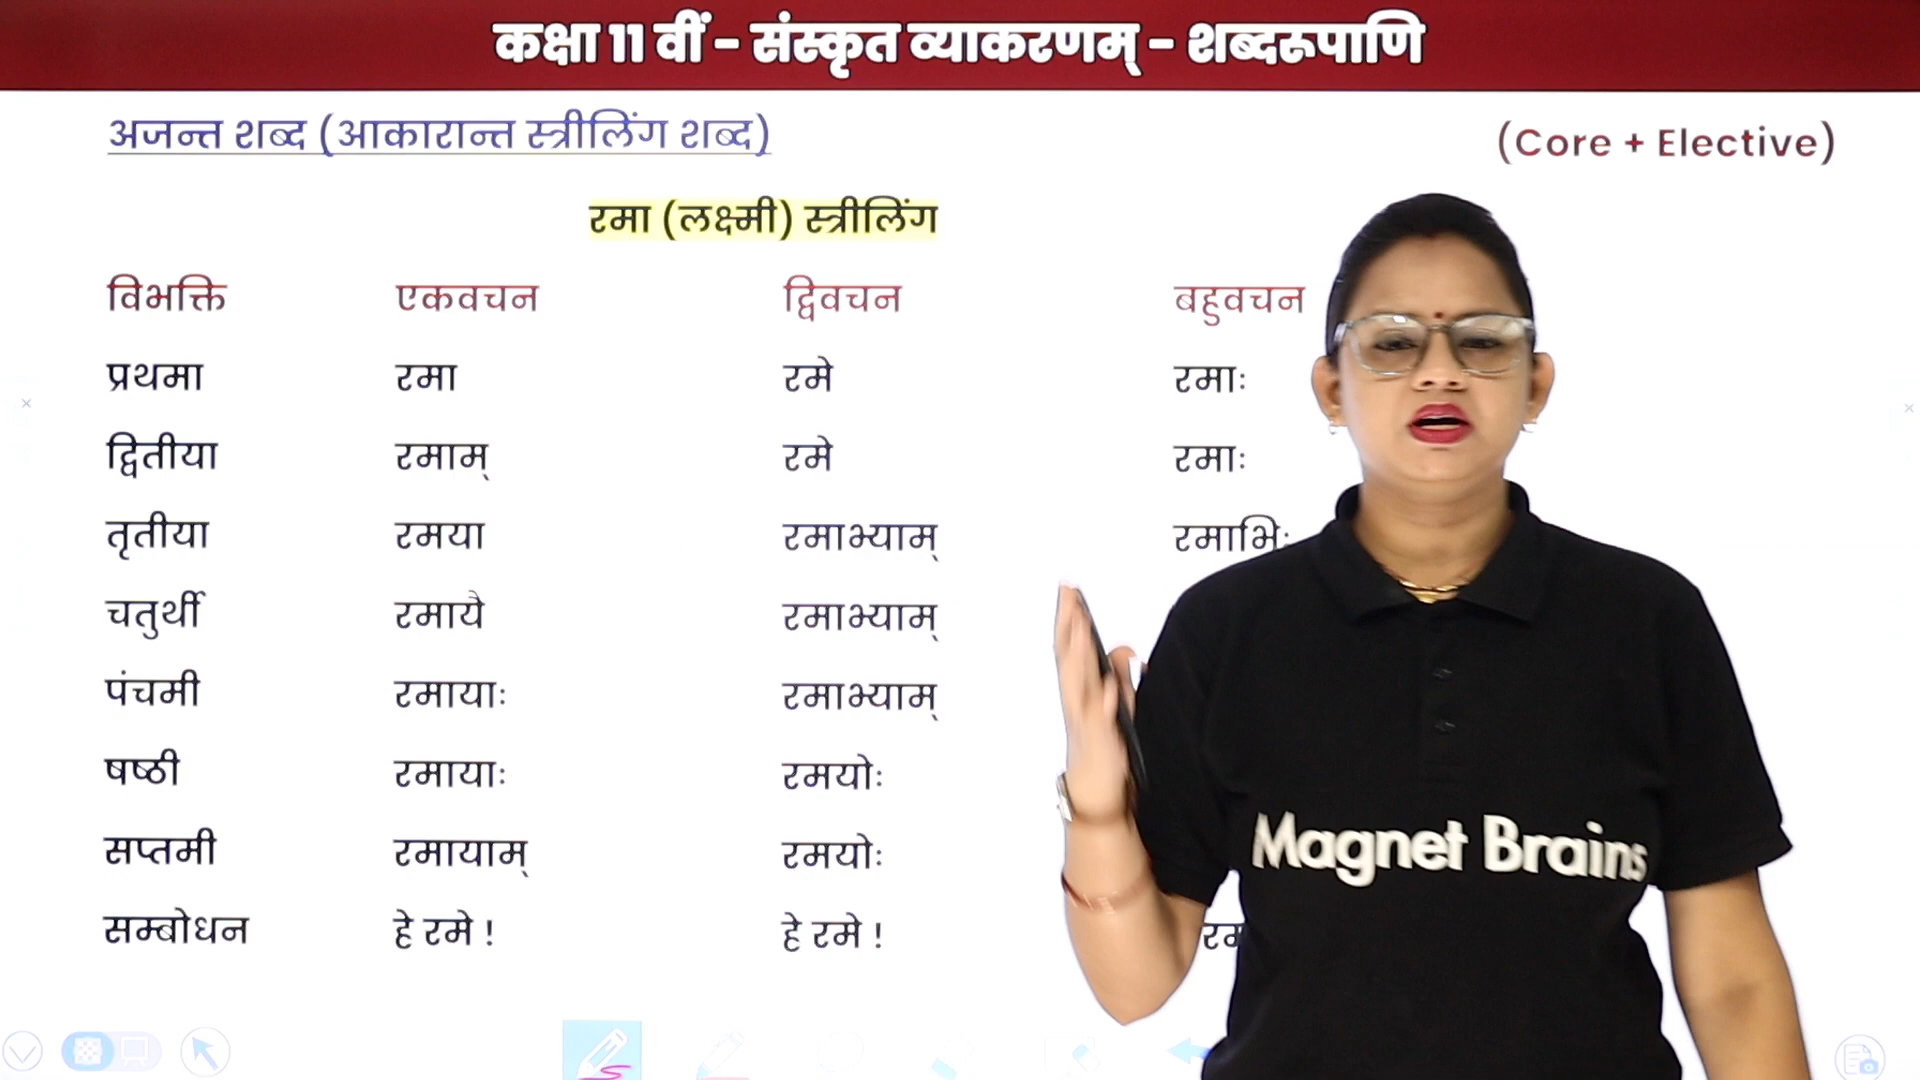 कक्षा 11 वीं - संस्कृत व्याकरणम् - शब्दरूपाणि
अजन्त शब्द (आकारान्त स्त्रीलिंग शब्द)
(Core + Elective)
रमा (लक्ष्मी) स्त्रीलिंग
विभक्ति एकवचन द्विवचन बहुवचन
प्रथमा रमा रमे रमाः
द्वितीया रमाम् रमे रमाः
तृतीया रमया रमाभ्याम् रमाभिः
चतुर्थी रमायै रमाभ्याम्
पंचमी रमायाः रमाभ्याम्
षष्ठी रमायाः रमयोः
सप्तमी रमायाम् रमयोः
सम्बोधन हे रमे ! हे रमे !
Magnet Brains